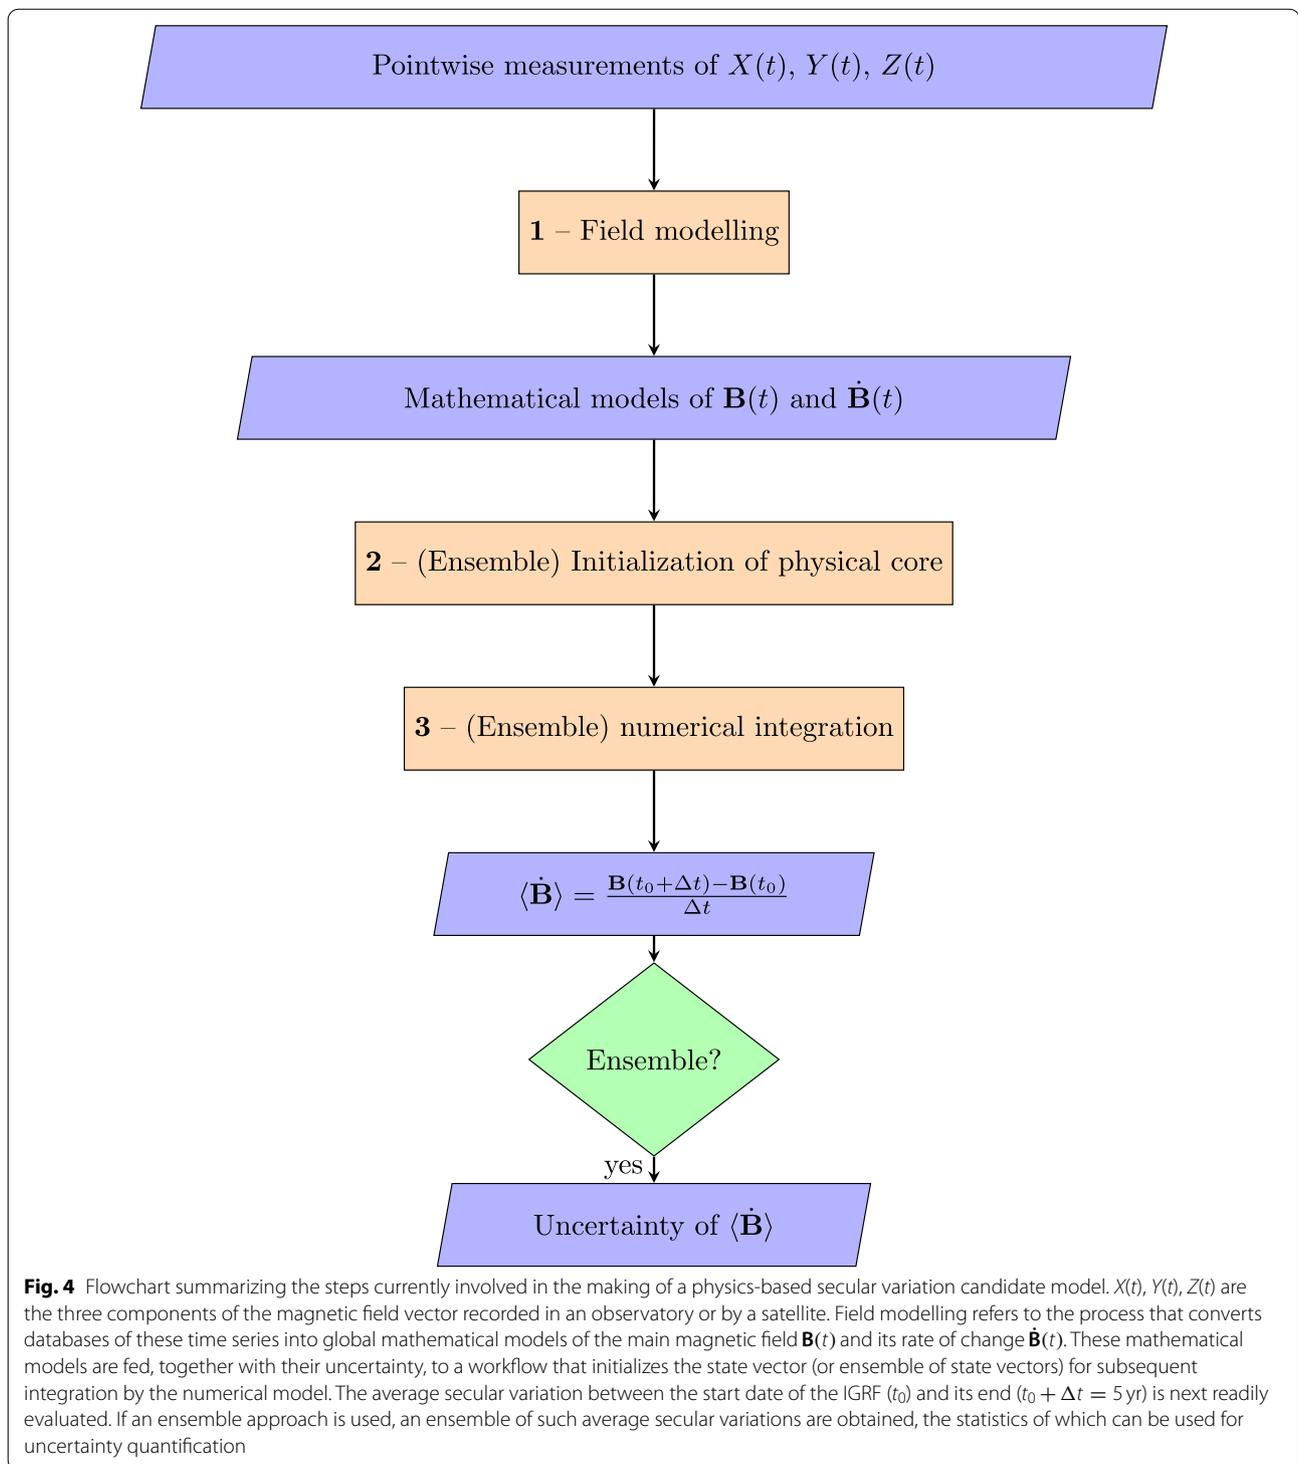 Pointwise measurements of X(t), Y(t), Z(t)
1 – Field modelling
Mathematical models of B(t) and Ḃ(t)
2 – (Ensemble) Initialization of physical core
3 – (Ensemble) numerical integration
⟨Ḃ⟩ = B(t₀+Δt)−B(t₀) / Δt
Ensemble?
yes
Uncertainty of ⟨Ḃ⟩
Fig. 4 Flowchart summarizing the steps currently involved in the making of a physics-based secular variation candidate model. X(t), Y(t), Z(t) are
the three components of the magnetic field vector recorded in an observatory or by a satellite. Field modelling refers to the process that converts
databases of these time series into global mathematical models of the main magnetic field B(t) and its rate of change Ḃ(t). These mathematical
models are fed, together with their uncertainty, to a workflow that initializes the state vector (or ensemble of state vectors) for subsequent
integration by the numerical model. The average secular variation between the start date of the IGRF (t₀) and its end (t₀ + Δt = 5 yr) is next readily
evaluated. If an ensemble approach is used, an ensemble of such average secular variations are obtained, the statistics of which can be used for
uncertainty quantification